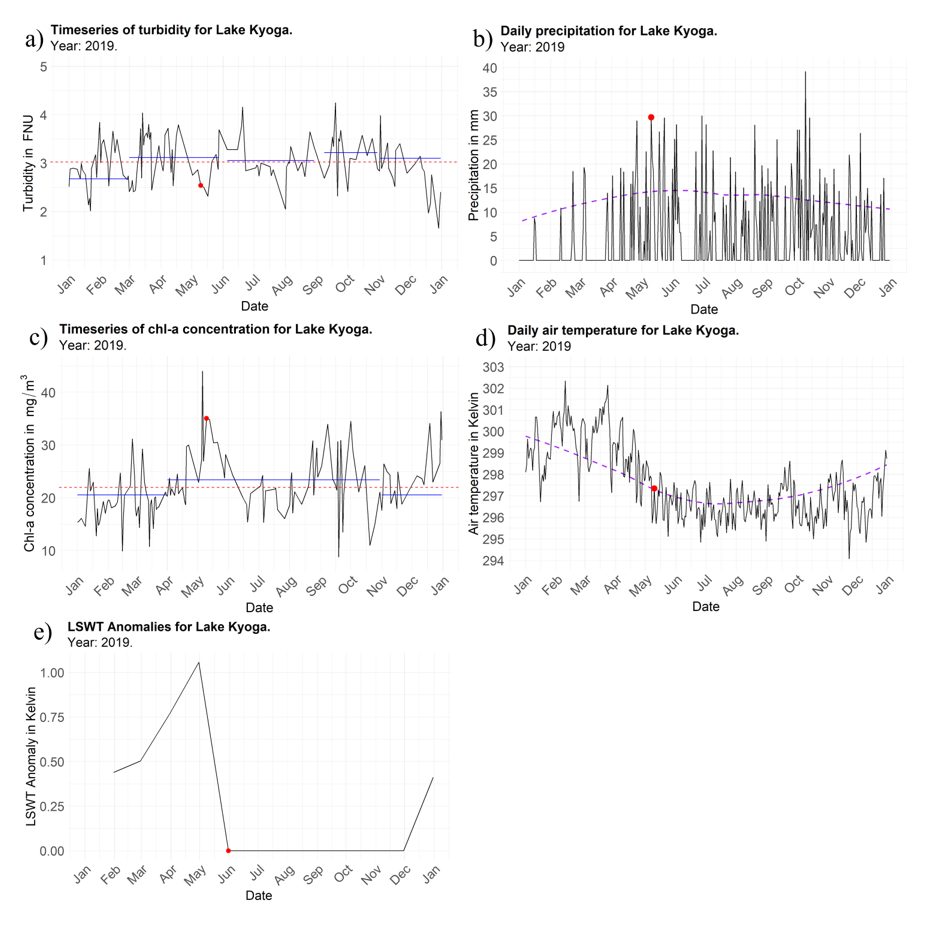 a) Timeseries of turbidity for Lake Kyoga.
Year: 2019.
Turbidity in FNU
5
4
3
2
1
Jan Feb Mar Apr May Jun Jul Aug Sep Oct Nov Dec Jan
Date
b) Daily precipitation for Lake Kyoga.
Year: 2019
Precipitation in mm
40
35
30
25
20
15
10
5
0
Jan Feb Mar Apr May Jun Jul Aug Sep Oct Nov Dec Jan
Date
c) Timeseries of chl-a concentration for Lake Kyoga.
Year: 2019.
Chl-a concentration in mg/m³
40
30
20
10
Jan Feb Mar Apr May Jun Jul Aug Sep Oct Nov Dec Jan
Date
d) Daily air temperature for Lake Kyoga.
Year: 2019
Air temperature in Kelvin
303
302
301
300
299
298
297
296
295
294
Jan Feb Mar Apr May Jun Jul Aug Sep Oct Nov Dec Jan
Date
e) LSWT Anomalies for Lake Kyoga.
Year: 2019.
LSWT Anomaly in Kelvin
1.00
0.75
0.50
0.25
0.00
Jan Feb Mar Apr May Jun Jul Aug Sep Oct Nov Dec Jan
Date